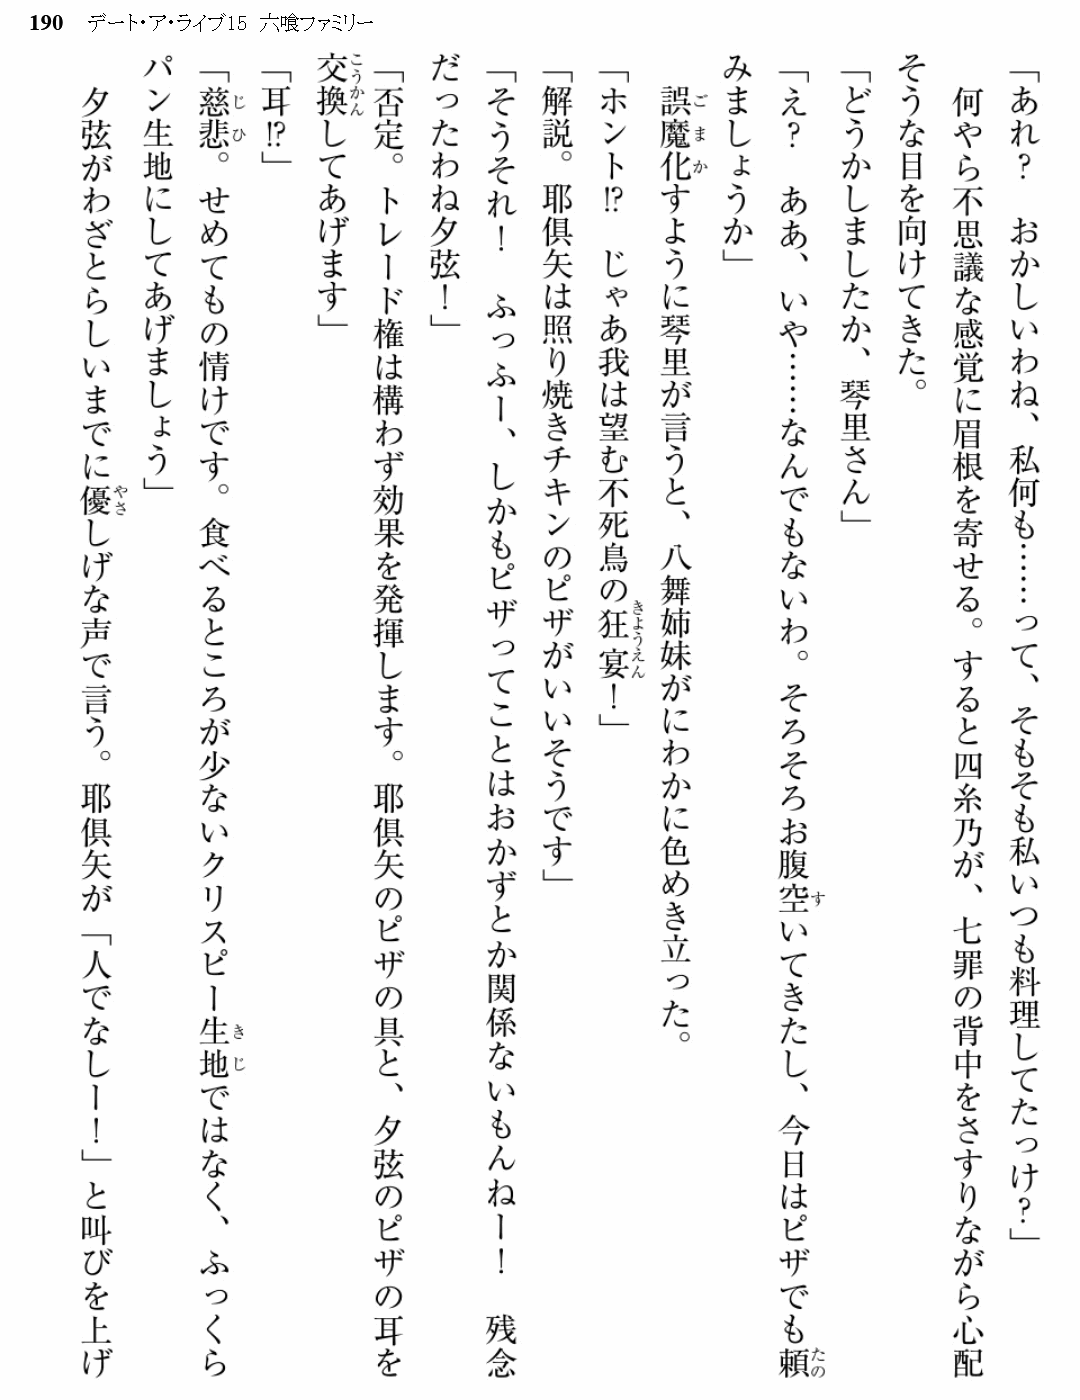 190 デート・ア・ライブ15 六喰ファミリー
「あれ？　おかしいわね、私何も……って、そもそも私いつも料理してたっけ？」
　何やら不思議な感覚に眉根を寄せる。すると四糸乃が、七罪の背中をさすりながら心配
そうな目を向けてきた。
「どうかしましたか、琴里さん」
「え？　ああ、いや……なんでもないわ。そろそろお腹空いてきたし、今日はピザでも頼
みましょうか」
　誤魔化すように琴里が言うと、八舞姉妹がにわかに色めき立った。
「ホント!?　じゃあ我は望む不死鳥の狂宴！」
「解説。耶倶矢は照り焼きチキンのピザがいいそうです」
「そうそれ！　ふっふー、しかもピザってことはおかずとか関係ないもんねー！　残念
だったわね夕弦！」
「否定。トレード権は構わず効果を発揮します。耶倶矢のピザの具と、夕弦のピザの耳を
交換してあげます」
「耳!?」
「慈悲。せめてもの情けです。食べるところが少ないクリスピー生地ではなく、ふっくら
パン生地にしてあげましょう」
　夕弦がわざとらしいまでに優しげな声で言う。耶倶矢が「人でなしー！」と叫びを上げ